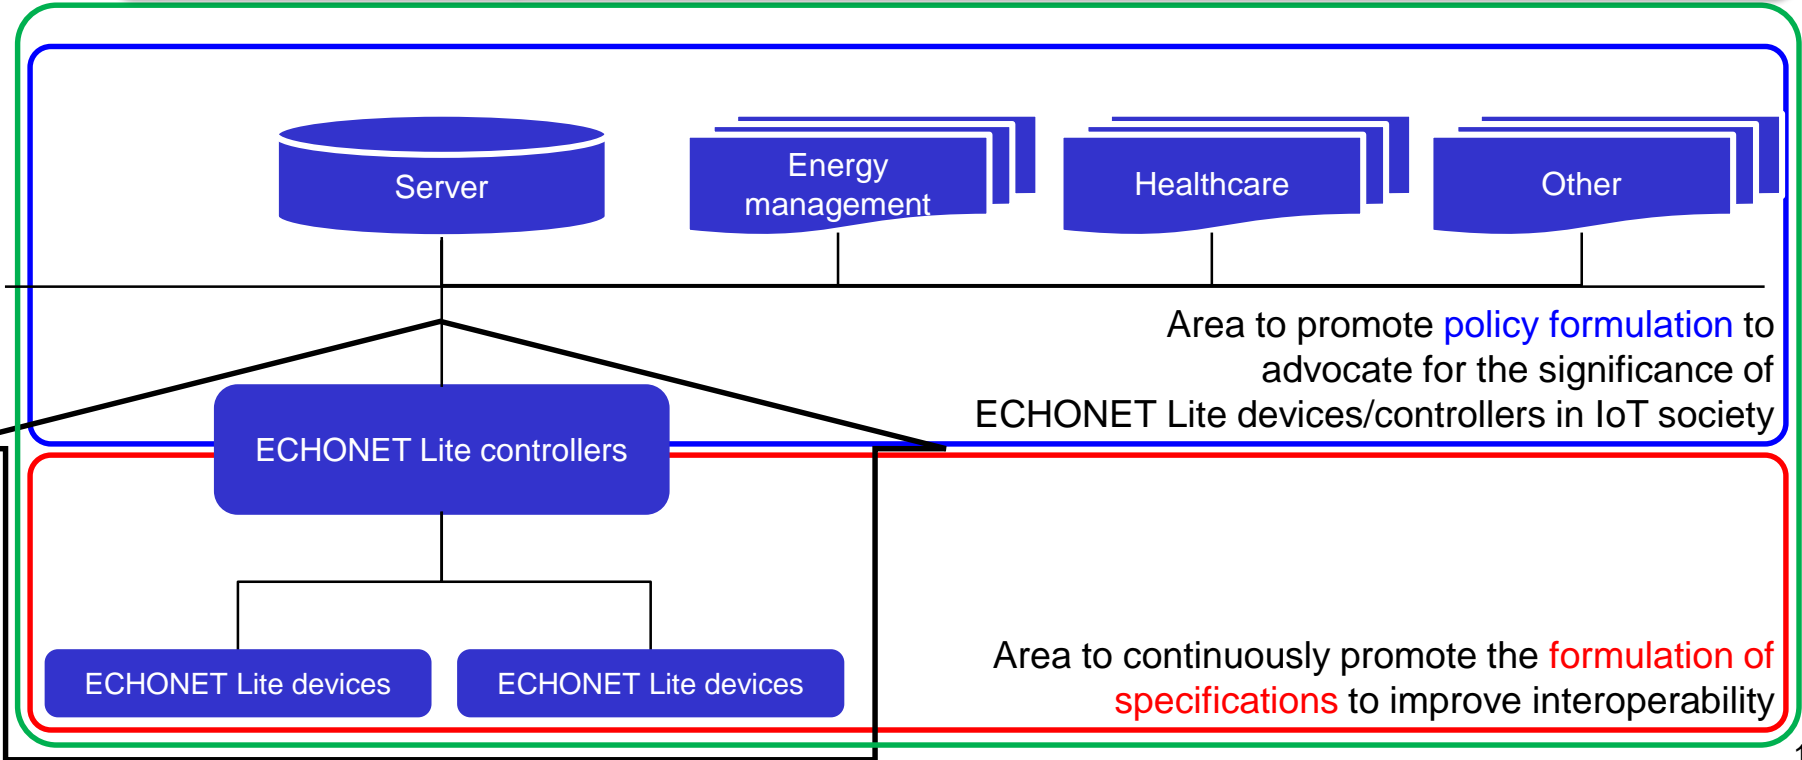 Server
Energy
management
Healthcare
Other
Area to promote policy formulation to
advocate for the significance of
ECHONET Lite devices/controllers in IoT society
ECHONET Lite controllers
ECHONET Lite devices
ECHONET Lite devices
Area to continuously promote the formulation of
specifications to improve interoperability